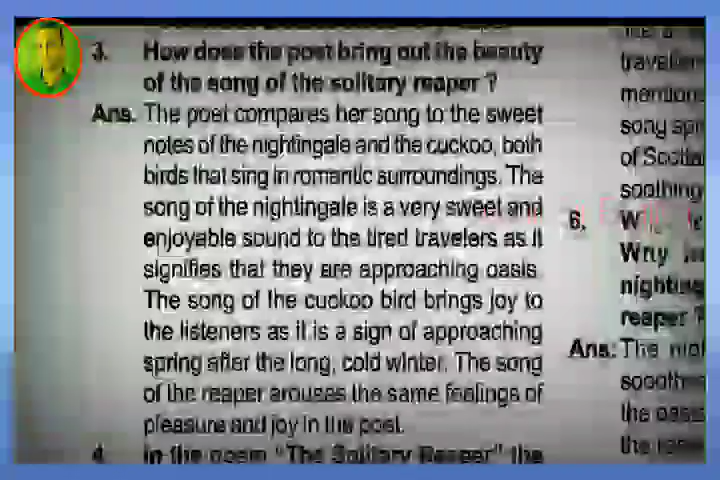 3. How does the poet bring out the beauty
of the song of the solitary reaper ?
Ans. The poet compares her song to the sweet
notes of the nightingale and the cuckoo, both
birds that sing in romantic surroundings. The
song of the nightingale is a very sweet and
enjoyable sound to the tired travelers as it
signifies that they are approaching oasis.
The song of the cuckoo bird brings joy to
the listeners as it is a sign of approaching
spring after the long, cold winter. The song
of the reaper arouses the same feelings of
pleasure and joy in the poet.
4. In the poem "The Solitary Reaper" the
travellers
mention
song
of Scotla
soothing
6.
Why
nighting
reaper ?
Ans: The
the oasis
the